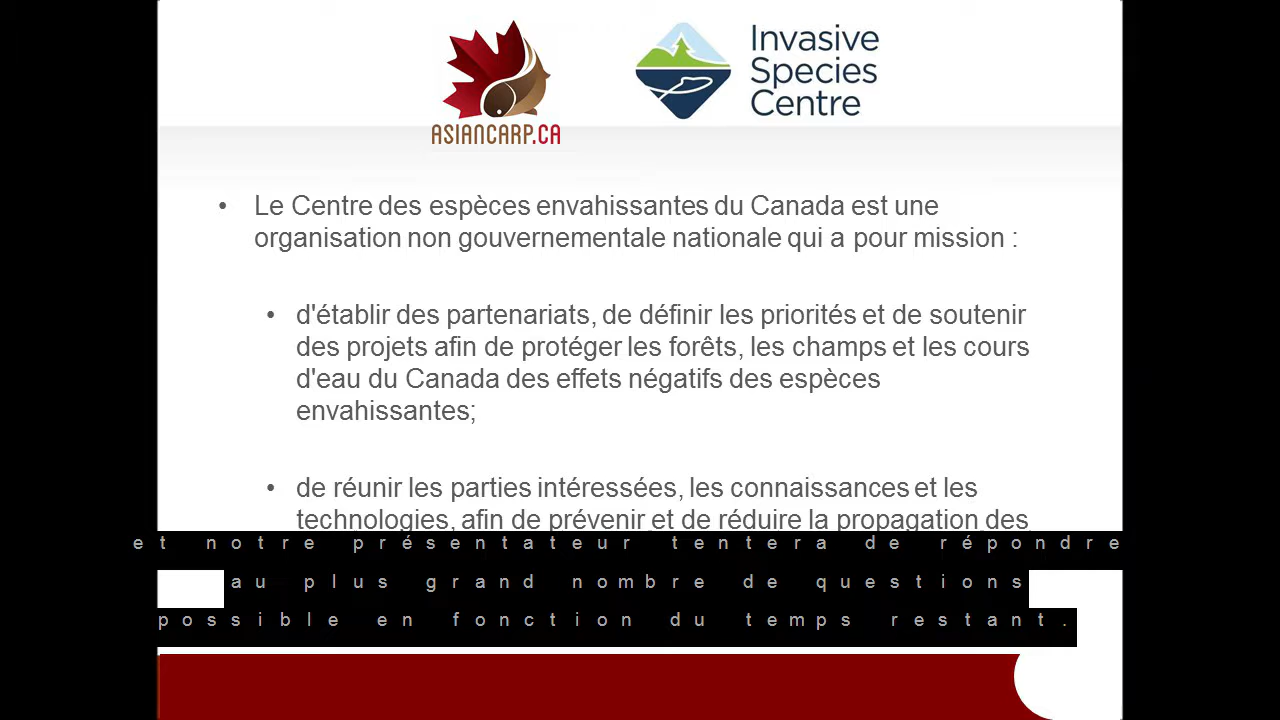 ASIANCARP.CA
Invasive
Species
Centre
• Le Centre des espèces envahissantes du Canada est une
organisation non gouvernementale nationale qui a pour mission :
• d'établir des partenariats, de définir les priorités et de soutenir
des projets afin de protéger les forêts, les champs et les cours
d'eau du Canada des effets négatifs des espèces
envahissantes;
• de réunir les parties intéressées, les connaissances et les
technologies, afin de prévenir et de réduire la propagation des
et notre présentateur tentera de répondre
au plus grand nombre de questions
possible en fonction du temps restant.